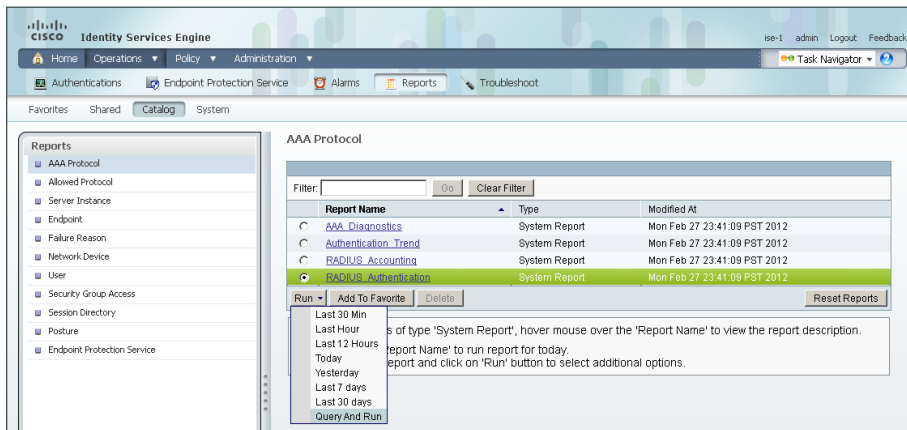 CISCO Identity Services Engine
ise-1 admin Logout Feedback
Home Operations ▼ Policy ▼ Administration ▼
Task Navigator ▼
Authentications Endpoint Protection Service Alarms Reports Troubleshoot
Favorites Shared Catalog System
Reports
AAA Protocol
Allowed Protocol
Server Instance
Endpoint
Failure Reason
Network Device
User
Security Group Access
Session Directory
Posture
Endpoint Protection Service
AAA Protocol
Filter: Go Clear Filter
Report Name Type Modified At
AAA_Diagnostics System Report Mon Feb 27 23:41:09 PST 2012
Authentication_Trend System Report Mon Feb 27 23:41:09 PST 2012
RADIUS_Accounting System Report Mon Feb 27 23:41:09 PST 2012
RADIUS_Authentication System Report Mon Feb 27 23:41:09 PST 2012
Run Add To Favorite Delete Reset Reports
Last 30 Min
Last Hour
Last 12 Hours
Today
Yesterday
Last 7 days
Last 30 days
Query And Run
s of type 'System Report', hover mouse over the 'Report Name' to view the report description.
Report Name' to run report for today.
eport and click on 'Run' button to select additional options.